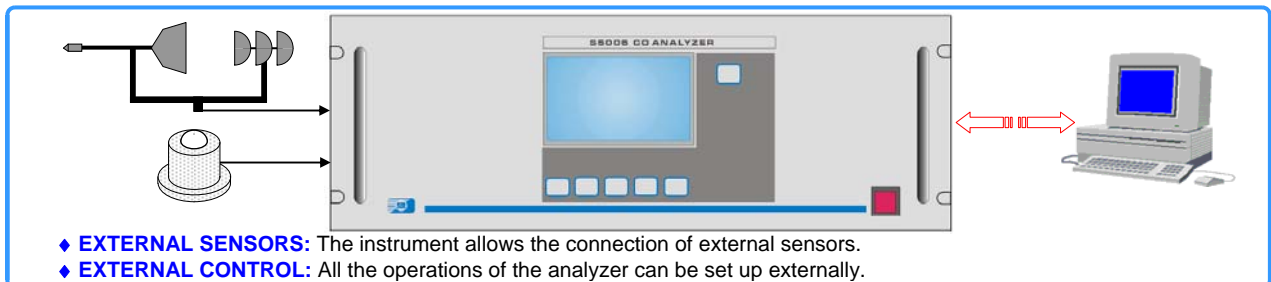 S5006 CO ANALYZER
♦ EXTERNAL SENSORS: The instrument allows the connection of external sensors.
♦ EXTERNAL CONTROL: All the operations of the analyzer can be set up externally.